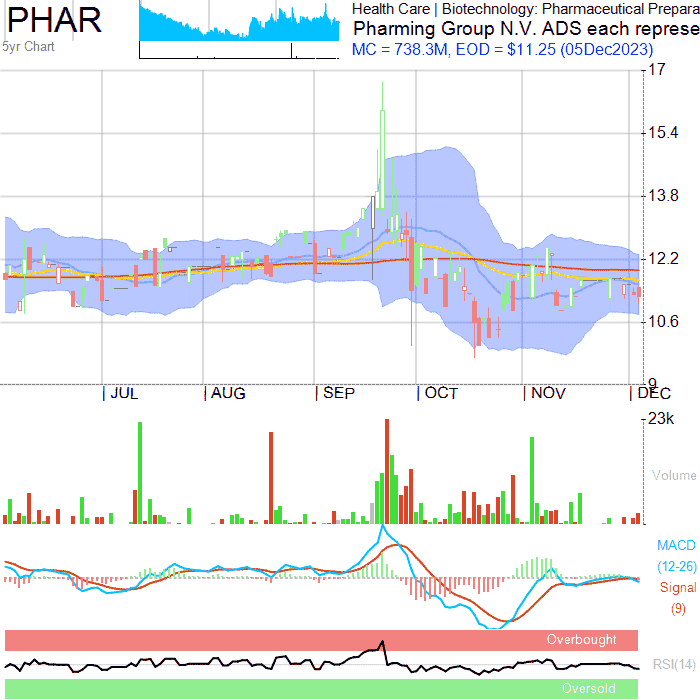 PHAR
5yr Chart
Health Care | Biotechnology: Pharmaceutical Prepara
Pharming Group N.V. ADS each represe
MC = 738.3M, EOD = $11.25 (05Dec2023)
17
15.4
13.8
12.2
10.6
9
JUL
AUG
SEP
OCT
NOV
DEC
23k
Volume
MACD
(12-26)
Signal
(9)
Overbought
RSI(14)
Oversold